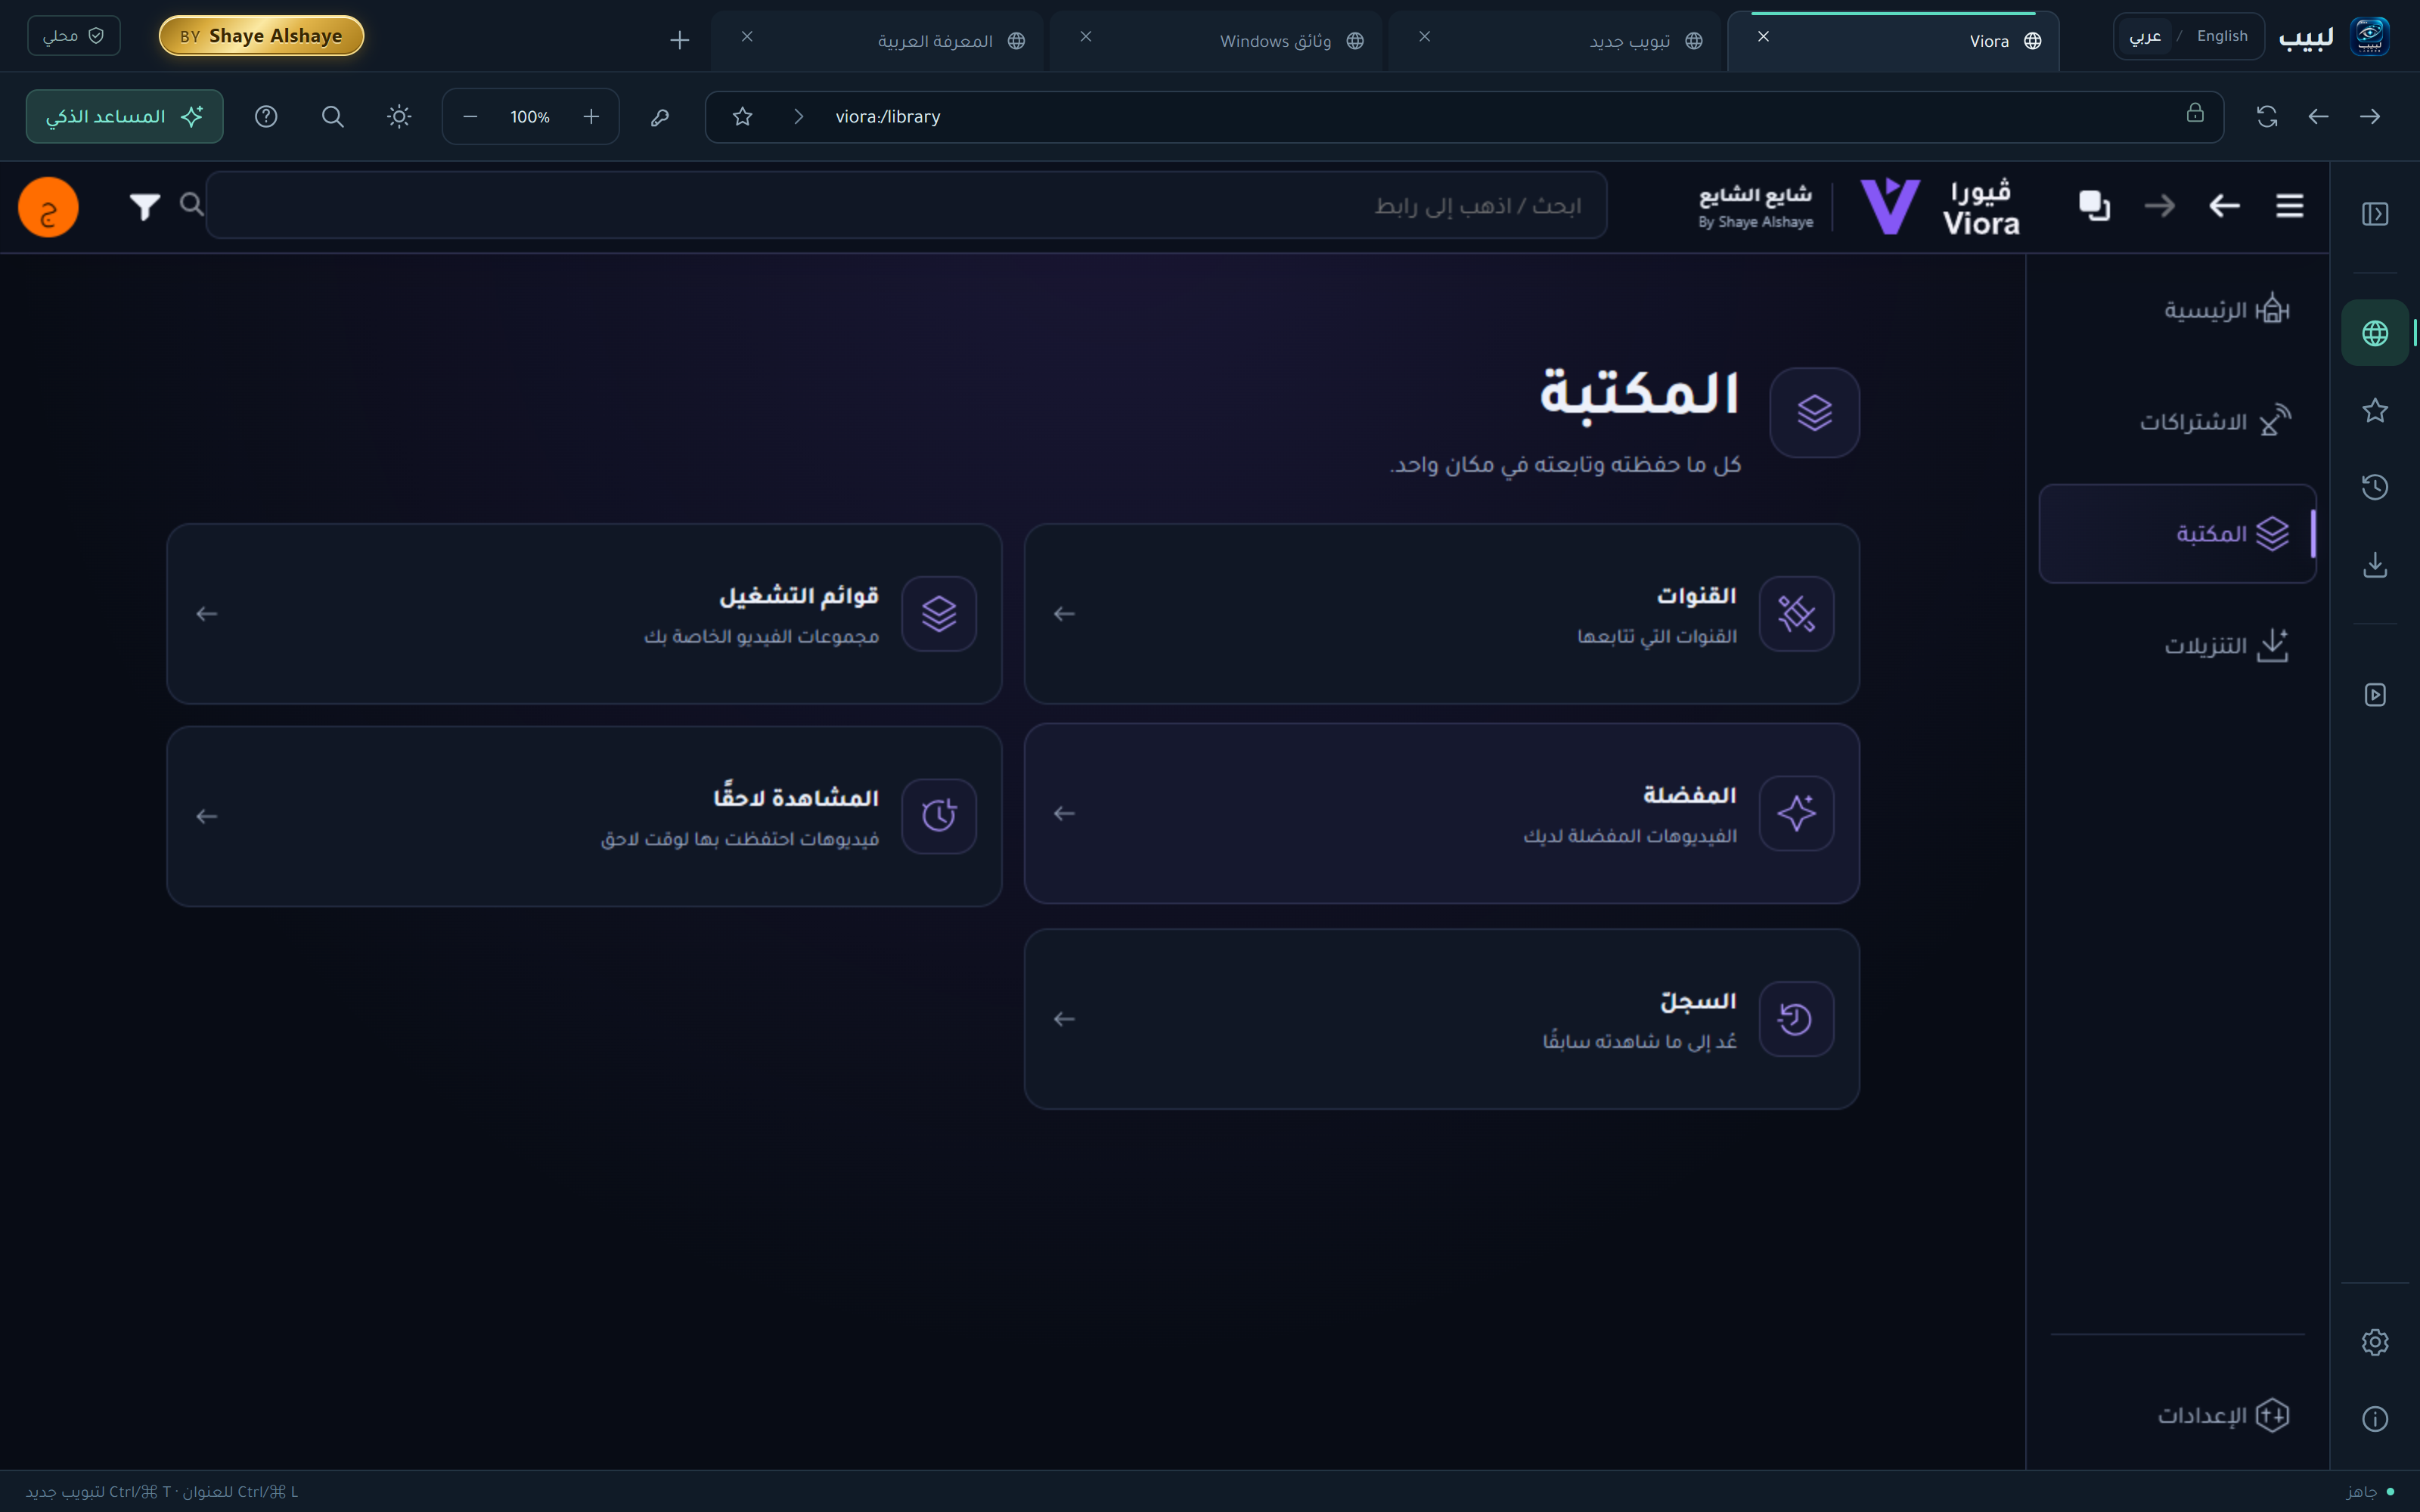 لبيب
عربي / English
Viora
تبويب جديد
وثائق Windows
المعرفة العربية
BY Shaye Alshaye
محلي
viora:/library
100%
المساعد الذكي
ڤيورا
Viora
شايع الشايع
By Shaye Alshaye
ابحث / اذهب إلى رابط
ج
الرئيسية
الاشتراكات
المكتبة
التنزيلات
الإعدادات
المكتبة
كل ما حفظته وتابعته في مكان واحد.
القنوات
القنوات التي تتابعها
قوائم التشغيل
مجموعات الفيديو الخاصة بك
المفضلة
الفيديوهات المفضلة لديك
المشاهدة لاحقًا
فيديوهات احتفظت بها لوقت لاحق
السجلّ
عُد إلى ما شاهدته سابقًا
جاهز
Ctrl/⌘ L للعنوان · Ctrl/⌘ T لتبويب جديد